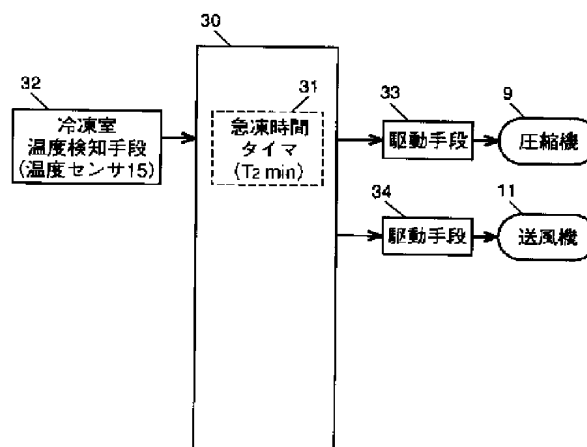 30
32
冷凍室
温度検知手段
(温度センサ15)
31
急凍時間
タイマ
(T2 min)
33
駆動手段
9
圧縮機
34
駆動手段
11
送風機